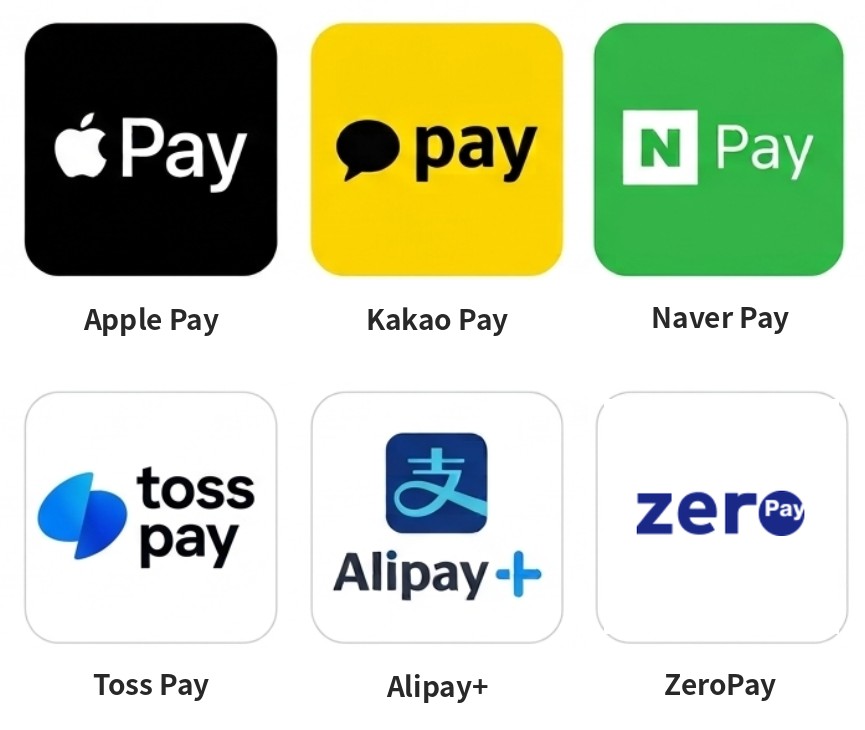 Pay
pay
N Pay
Apple Pay
Kakao Pay
Naver Pay
toss
pay
支
Alipay+
zero Pay
Toss Pay
Alipay+
ZeroPay